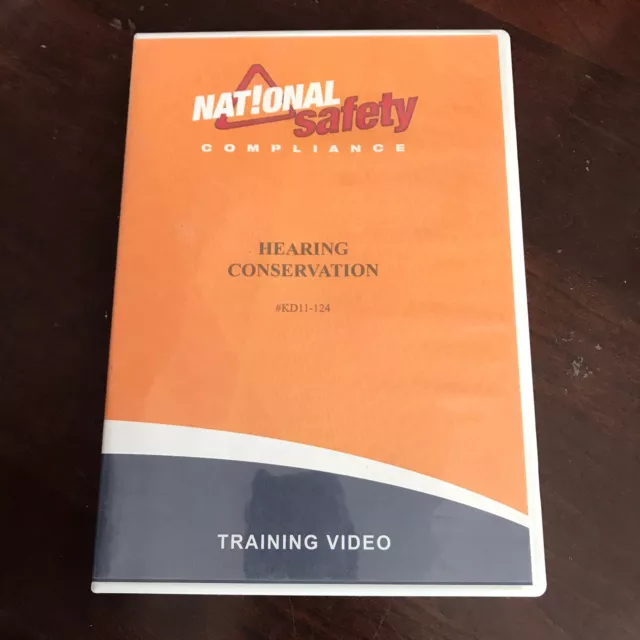 NAT!ONAL
safety
COMPLIANCE
HEARING
CONSERVATION
#KD11-124
TRAINING VIDEO